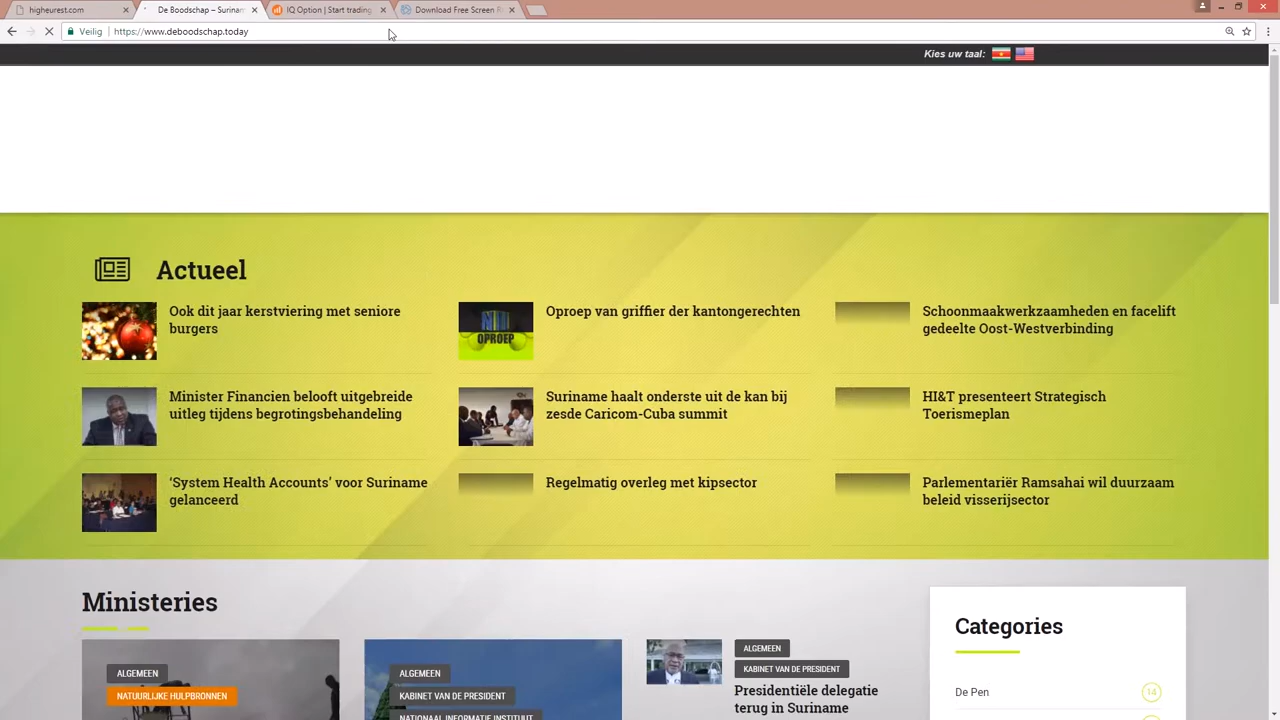 higheurest.com
De Boodschap – Surinam
IQ Option | Start trading
Download Free Screen R
Veilig
https://www.deboodschap.today
Kies uw taal:
Actueel
Ook dit jaar kerstviering met seniore
burgers
Oproep van griffier der kantongerechten
OPROEP
Schoonmaakwerkzaamheden en facelift
gedeelte Oost-Westverbinding
Minister Financien belooft uitgebreide
uitleg tijdens begrotingsbehandeling
Suriname haalt onderste uit de kan bij
zesde Caricom-Cuba summit
HI&T presenteert Strategisch
Toerismeplan
‘System Health Accounts’ voor Suriname
gelanceerd
Regelmatig overleg met kipsector
Parlementariër Ramsahai wil duurzaam
beleid visserijsector
Ministeries
ALGEMEEN
NATUURLIJKE HULPBRONNEN
ALGEMEEN
KABINET VAN DE PRESIDENT
NATIONAAL INFORMATIE INSTITUUT
ALGEMEEN
KABINET VAN DE PRESIDENT
Presidentiële delegatie
terug in Suriname
Categories
De Pen
14